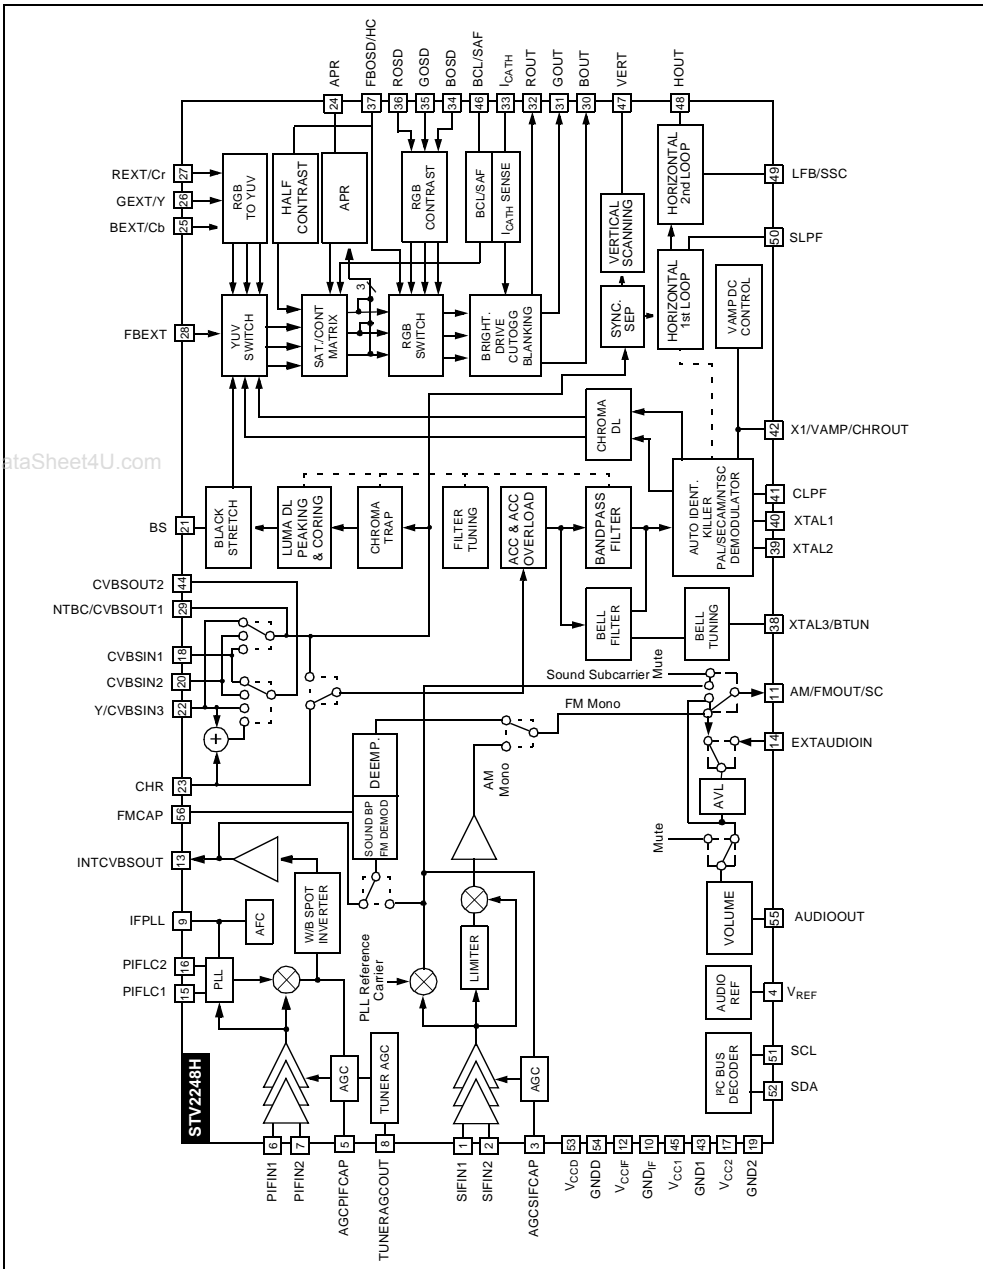 APR
FBOSD/HC
ROSD
GOSD
BOSD
BCL/SAF
ICATH
ROUT
GOUT
BOUT
VERT
HOUT
24
37
36
35
34
46
33
32
31
30
47
48
REXT/Cr
27
GEXT/Y
26
BEXT/Cb
25
RGB
TO YUV
HALF
CONTRAST
APR
RGB
CONTRAST
BCL/SAF
ICATH SENSE
VERTICAL
SCANNING
HORIZONTAL
2nd LOOP
49
LFB/SSC
50
SLPF
FBEXT
28
YUV
SWITCH
SAT./CONT
MATRIX
3
RGB
SWITCH
BRIGHT.
DRIVE
CUTOGG
BLANKING
SYNC.
SEP
HORIZONTAL
1st LOOP
VAMP DC
CONTROL
CHROMA
DL
42
X1/VAMP/CHROUT
ataSheet4U.com
BS
21
BLACK
STRETCH
LUMA DL
PEAKING
& CORING
CHROMA
TRAP
FILTER
TUNING
ACC & ACC
OVERLOAD
BANDPASS
FILTER
AUTO IDENT.
KILLER
PAL/SECAM/NTSC
DEMODULATOR
41
CLPF
40
XTAL1
39
XTAL2
CVBSOUT2
44
NTBC/CVBSOUT1
29
CVBSIN1
18
CVBSIN2
20
Y/CVBSIN3
22
+
CHR
23
BELL
FILTER
BELL
TUNING
38
XTAL3/BTUN
Sound Subcarrier
Mute
FM Mono
11
AM/FMOUT/SC
14
EXTAUDIOIN
FMCAP
56
DEEMP.
SOUND BP
FM DEMOD
AM
Mono
AVL
Mute
INTCVBSOUT
13
IFPLL
9
AFC
W/B SPOT
INVERTER
LIMITER
VOLUME
55
AUDIOOUT
PIFLC2
16
PIFLC1
15
PLL
PLL Reference
Carrier
AUDIO
REF
4
VREF
STV2248H
AGC
TUNER AGC
AGC
I²C BUS
DECODER
51
SCL
52
SDA
6
7
5
8
1
2
3
53
54
12
10
45
43
17
19
PIFIN1
PIFIN2
AGCPIFCAP
TUNERAGCOUT
SIFIN1
SIFIN2
AGCSIFCAP
VCCD
GNDD
VCCIF
GNDIF
VCC1
GND1
VCC2
GND2